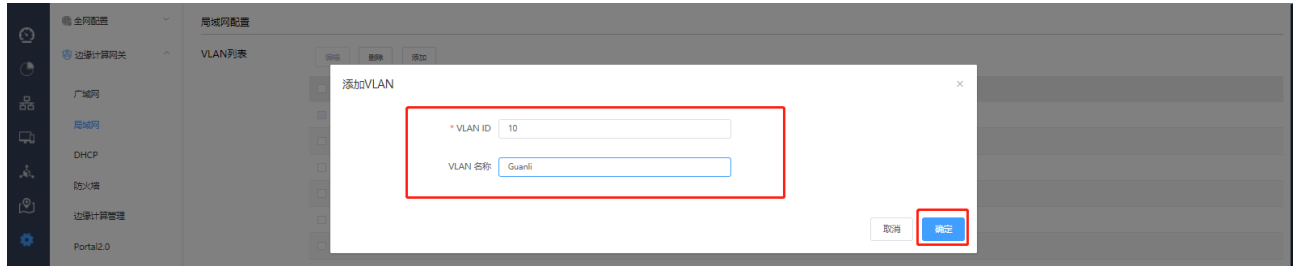 全网配置
局域网配置
边缘计算网关
VLAN列表
编辑 删除 添加
添加VLAN
广域网
局域网
* VLAN ID 10
DHCP
VLAN 名称 Guanli
防火墙
边缘计算管理
取消 确定
Portal2.0